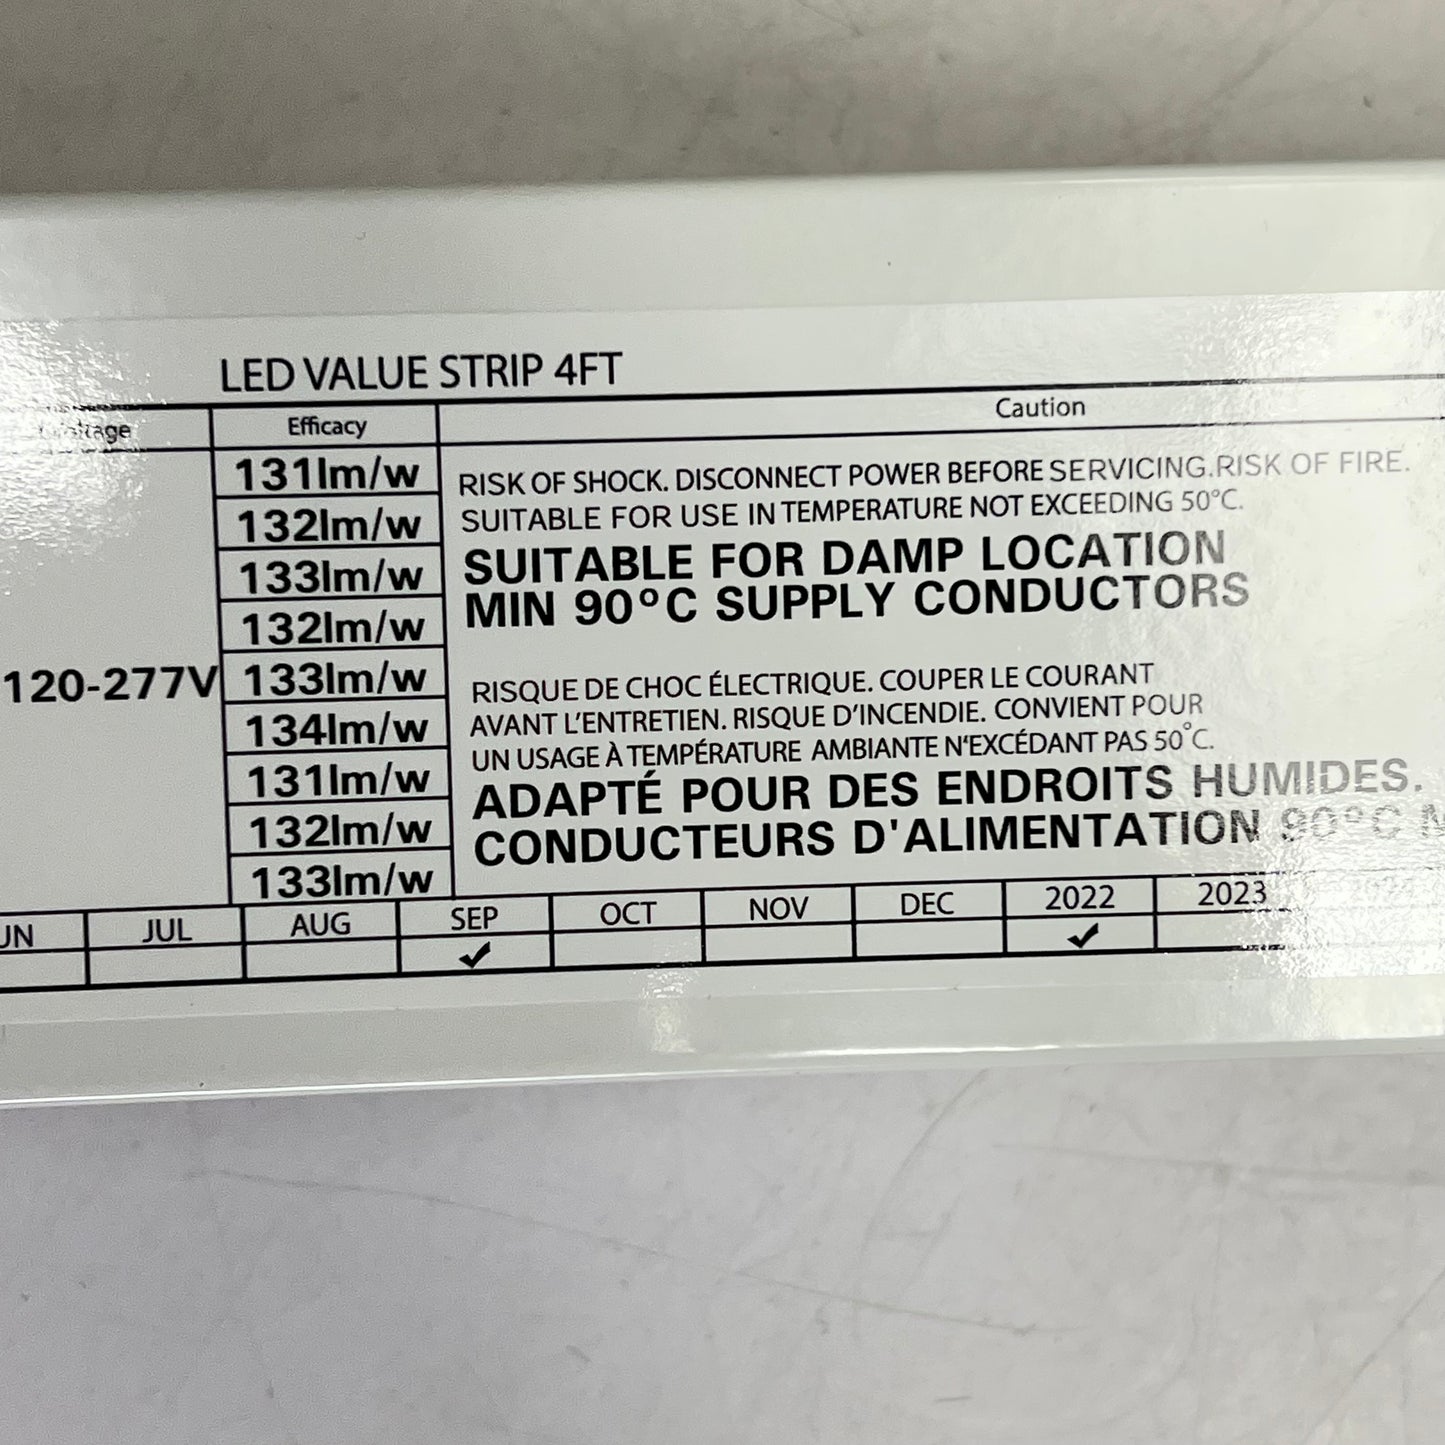 LED VALUE STRIP 4FT
Efficacy
Caution
120-277V
131lm/w
132lm/w
133lm/w
132lm/w
133lm/w
134lm/w
131lm/w
132lm/w
133lm/w
RISK OF SHOCK. DISCONNECT POWER BEFORE SERVICING.RISK OF FIRE.
SUITABLE FOR USE IN TEMPERATURE NOT EXCEEDING 50°C.
SUITABLE FOR DAMP LOCATION
MIN 90°C SUPPLY CONDUCTORS
RISQUE DE CHOC ÉLECTRIQUE. COUPER LE COURANT
AVANT L'ENTRETIEN. RISQUE D'INCENDIE. CONVIENT POUR
UN USAGE À TEMPÉRATURE AMBIANTE N'EXCÉDANT PAS 50°C.
ADAPTÉ POUR DES ENDROITS HUMIDES.
CONDUCTEURS D'ALIMENTATION 90°C
JUL AUG SEP OCT NOV DEC 2022 2023
✓ ✓